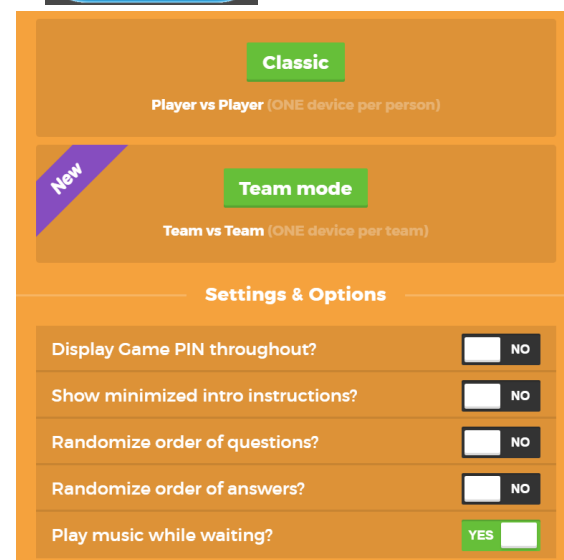 Classic
Player vs Player (ONE device per person)
New
Team mode
Team vs Team (ONE device per team)
Settings & Options
Display Game PIN throughout? NO
Show minimized intro instructions? NO
Randomize order of questions? NO
Randomize order of answers? NO
Play music while waiting? YES